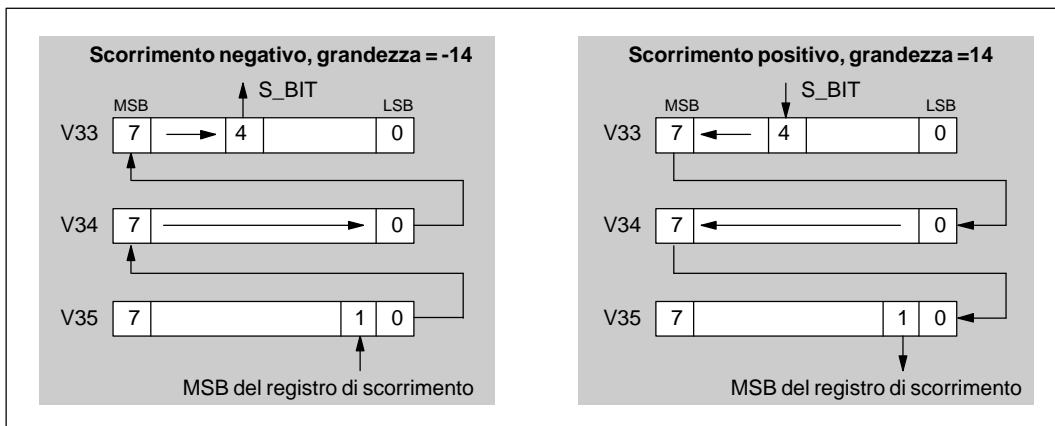 Scorrimento negativo, grandezza = -14
S_BIT
MSB LSB
V33 7 4 0
V34 7 0
V35 7 1 0
MSB del registro di scorrimento
Scorrimento positivo, grandezza =14
S_BIT
MSB LSB
V33 7 4 0
V34 7 0
V35 7 1 0
MSB del registro di scorrimento